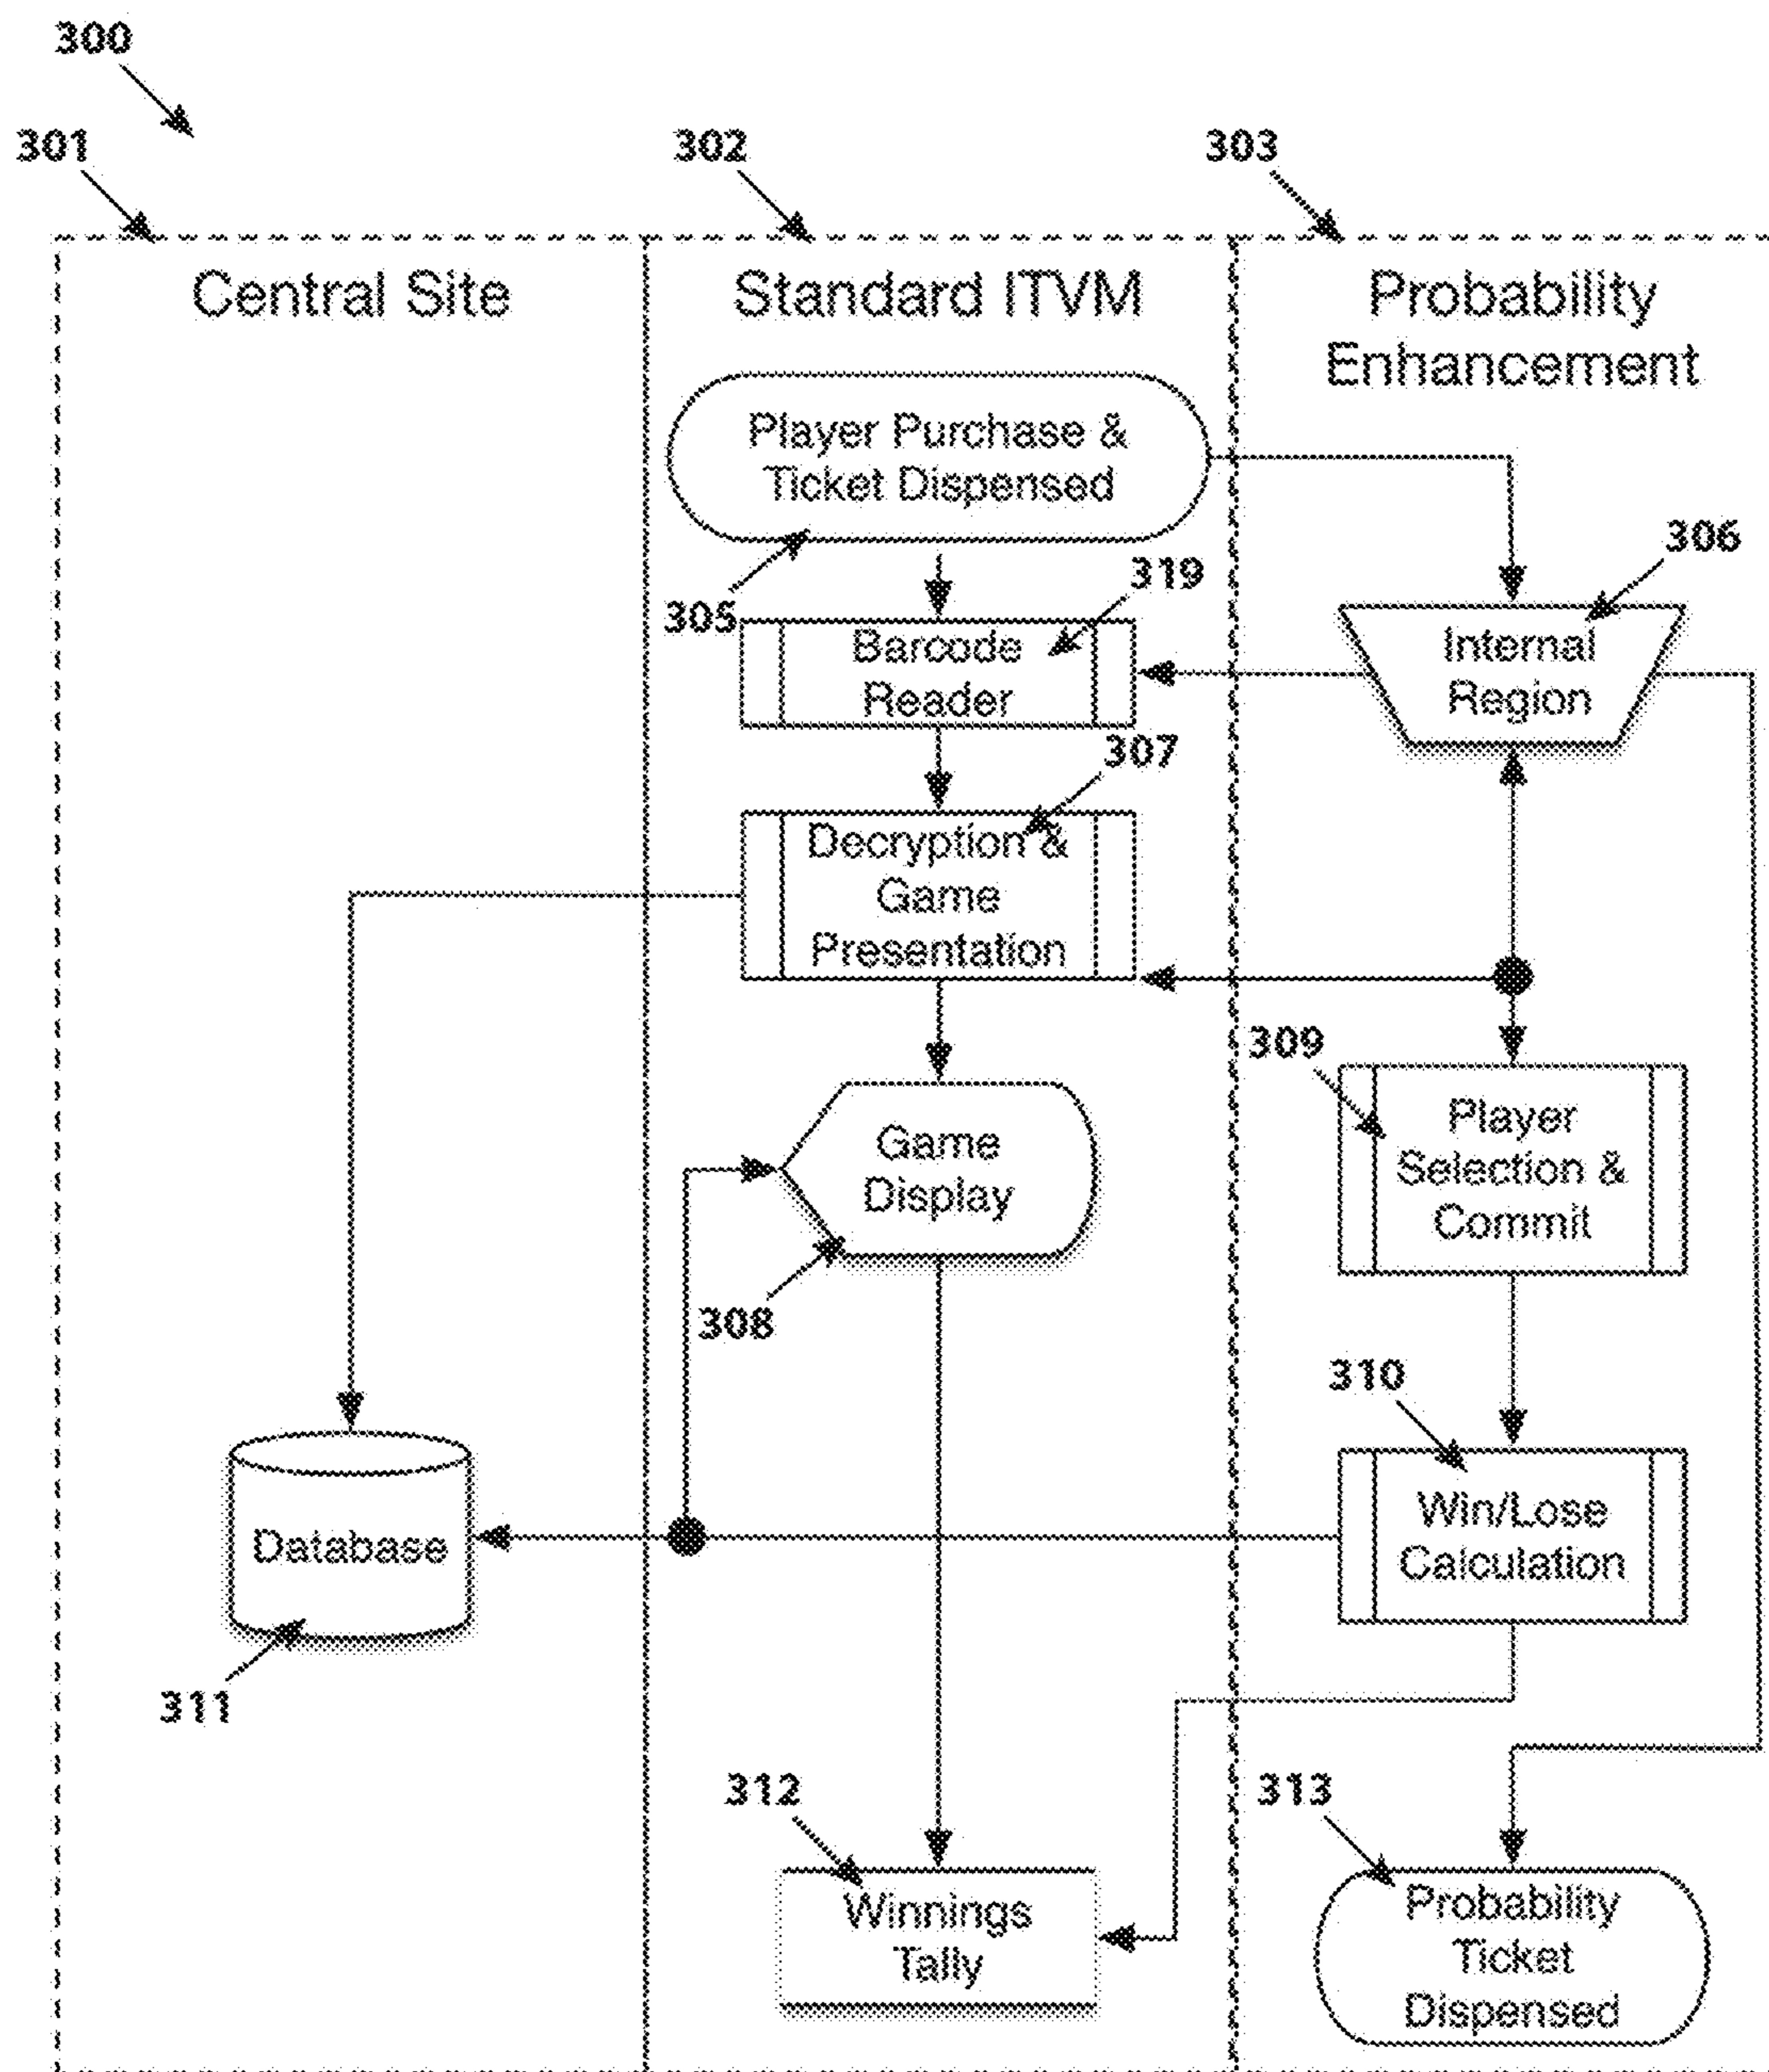 300
301
302
303
Central Site
Standard ITVM
Probability
Enhancement
Player Purchase &
Ticket Dispensed
305
319
306
Barcode
Reader
Internal
Region
307
Decryption &
Game
Presentation
309
Game
Display
308
Player
Selection &
Commit
310
Win/Lose
Calculation
Database
311
312
313
Winnings
Tally
Probability
Ticket
Dispensed